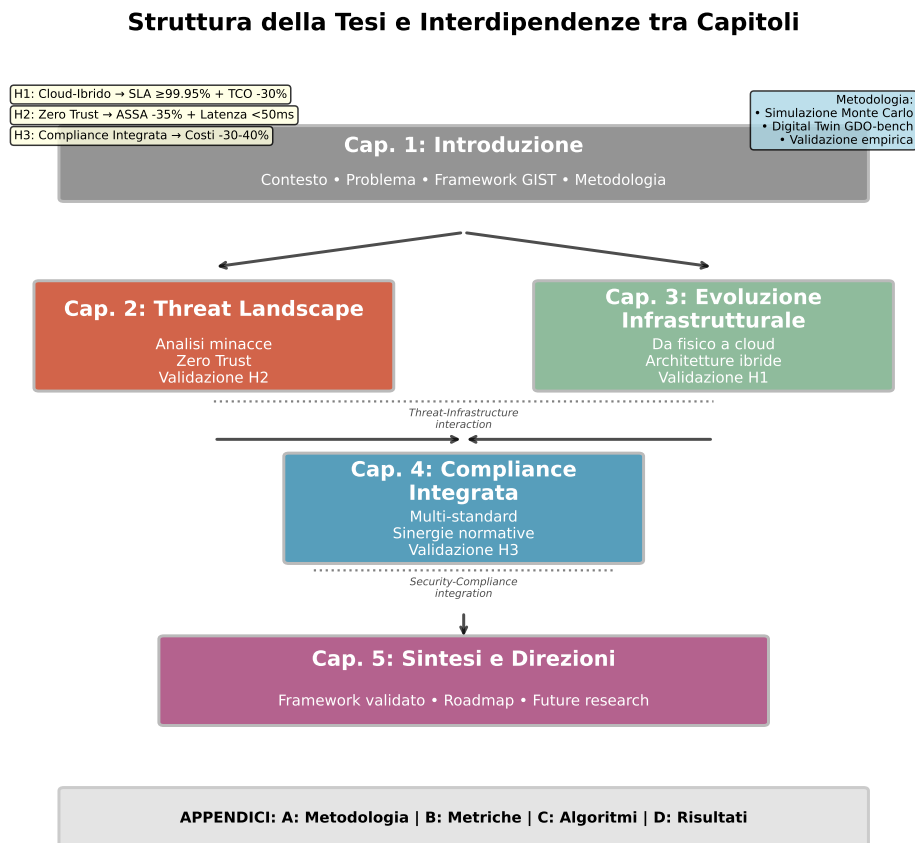 Struttura della Tesi e Interdipendenze tra Capitoli
H1: Cloud-Ibrido → SLA ≥99.95% + TCO -30%
H2: Zero Trust → ASSA -35% + Latenza <50ms
H3: Compliance Integrata → Costi -30-40%
Metodologia:
• Simulazione Monte Carlo
• Digital Twin GDO-bench
• Validazione empirica
Cap. 1: Introduzione
Contesto • Problema • Framework GIST • Metodologia
Cap. 2: Threat Landscape
Analisi minacce
Zero Trust
Validazione H2
Cap. 3: Evoluzione
Infrastrutturale
Da fisico a cloud
Architetture ibride
Validazione H1
Threat-Infrastructure
interaction
Cap. 4: Compliance
Integrata
Multi-standard
Sinergie normative
Validazione H3
Security-Compliance
integration
Cap. 5: Sintesi e Direzioni
Framework validato • Roadmap • Future research
APPENDICI: A: Metodologia | B: Metriche | C: Algoritmi | D: Risultati